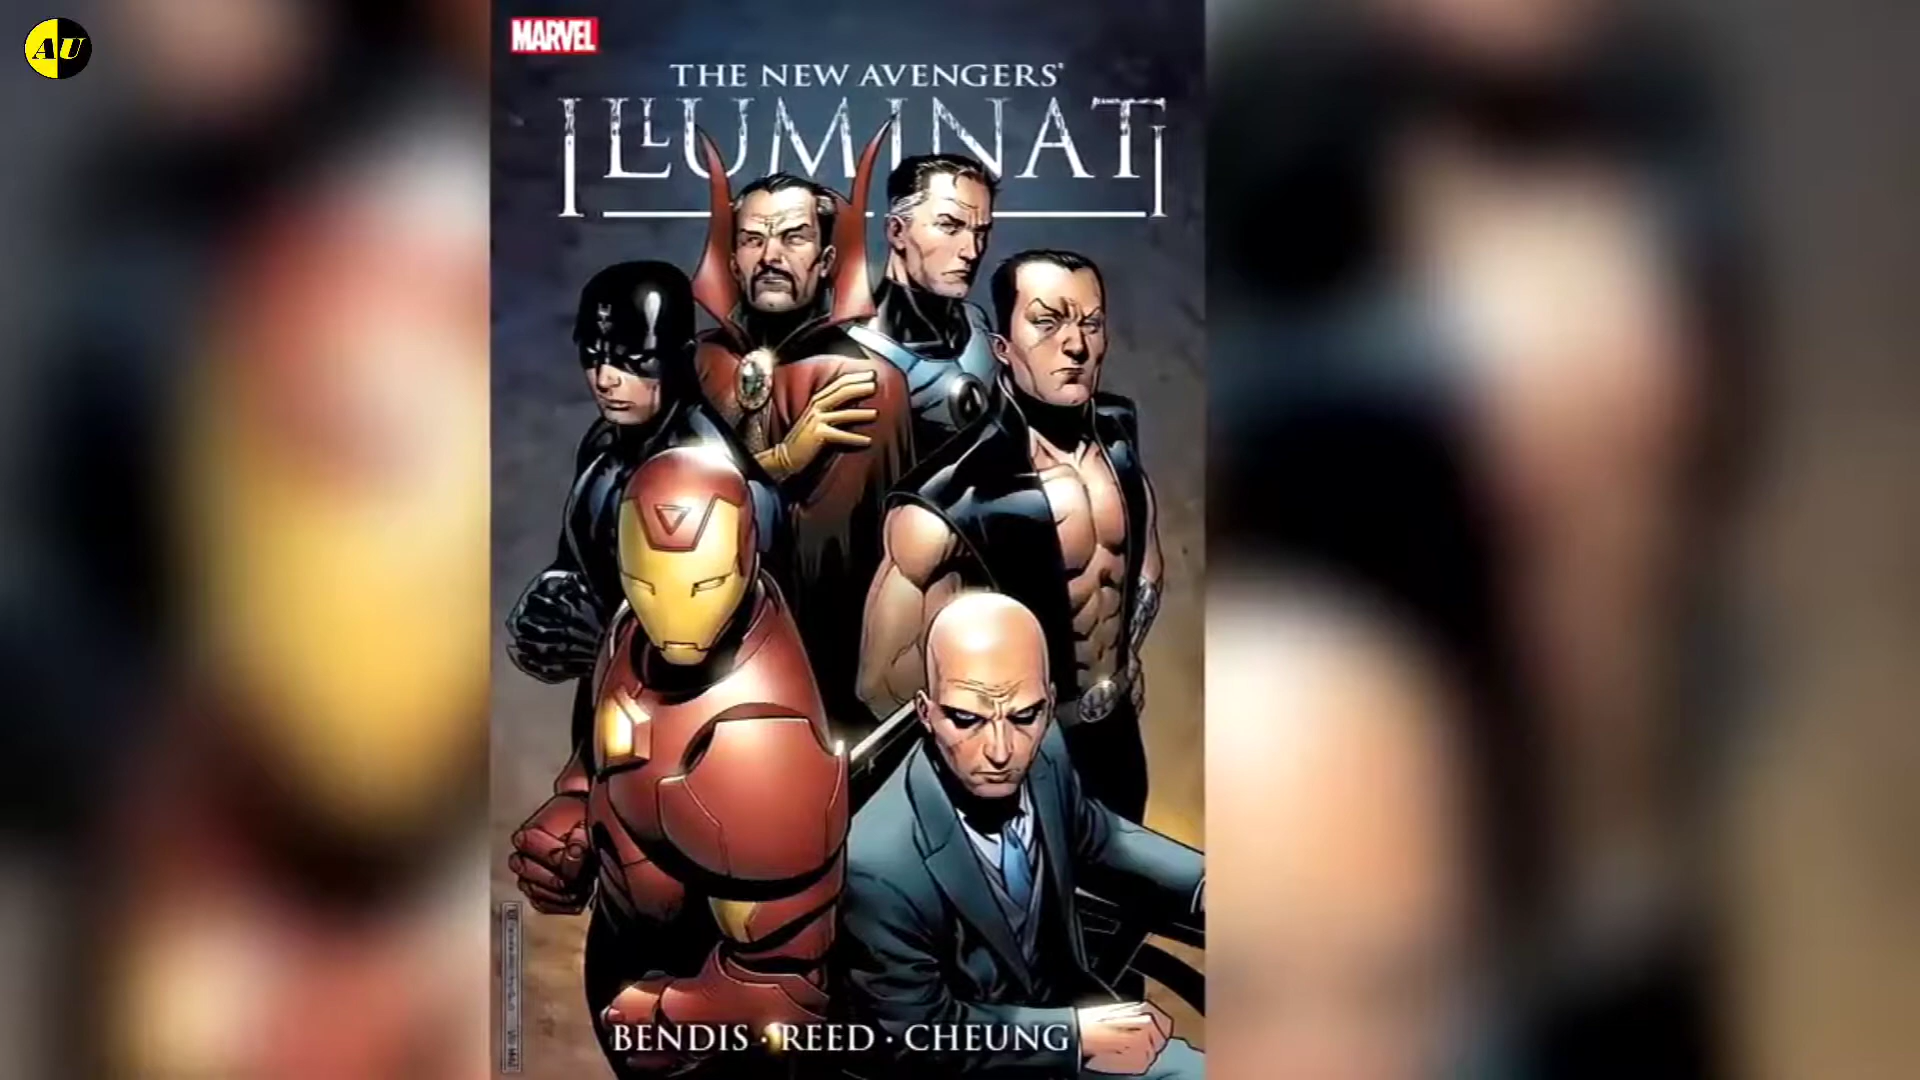 AU
MARVEL
THE NEW AVENGERS'
ILLUMINATI
BENDIS · REED · CHEUNG